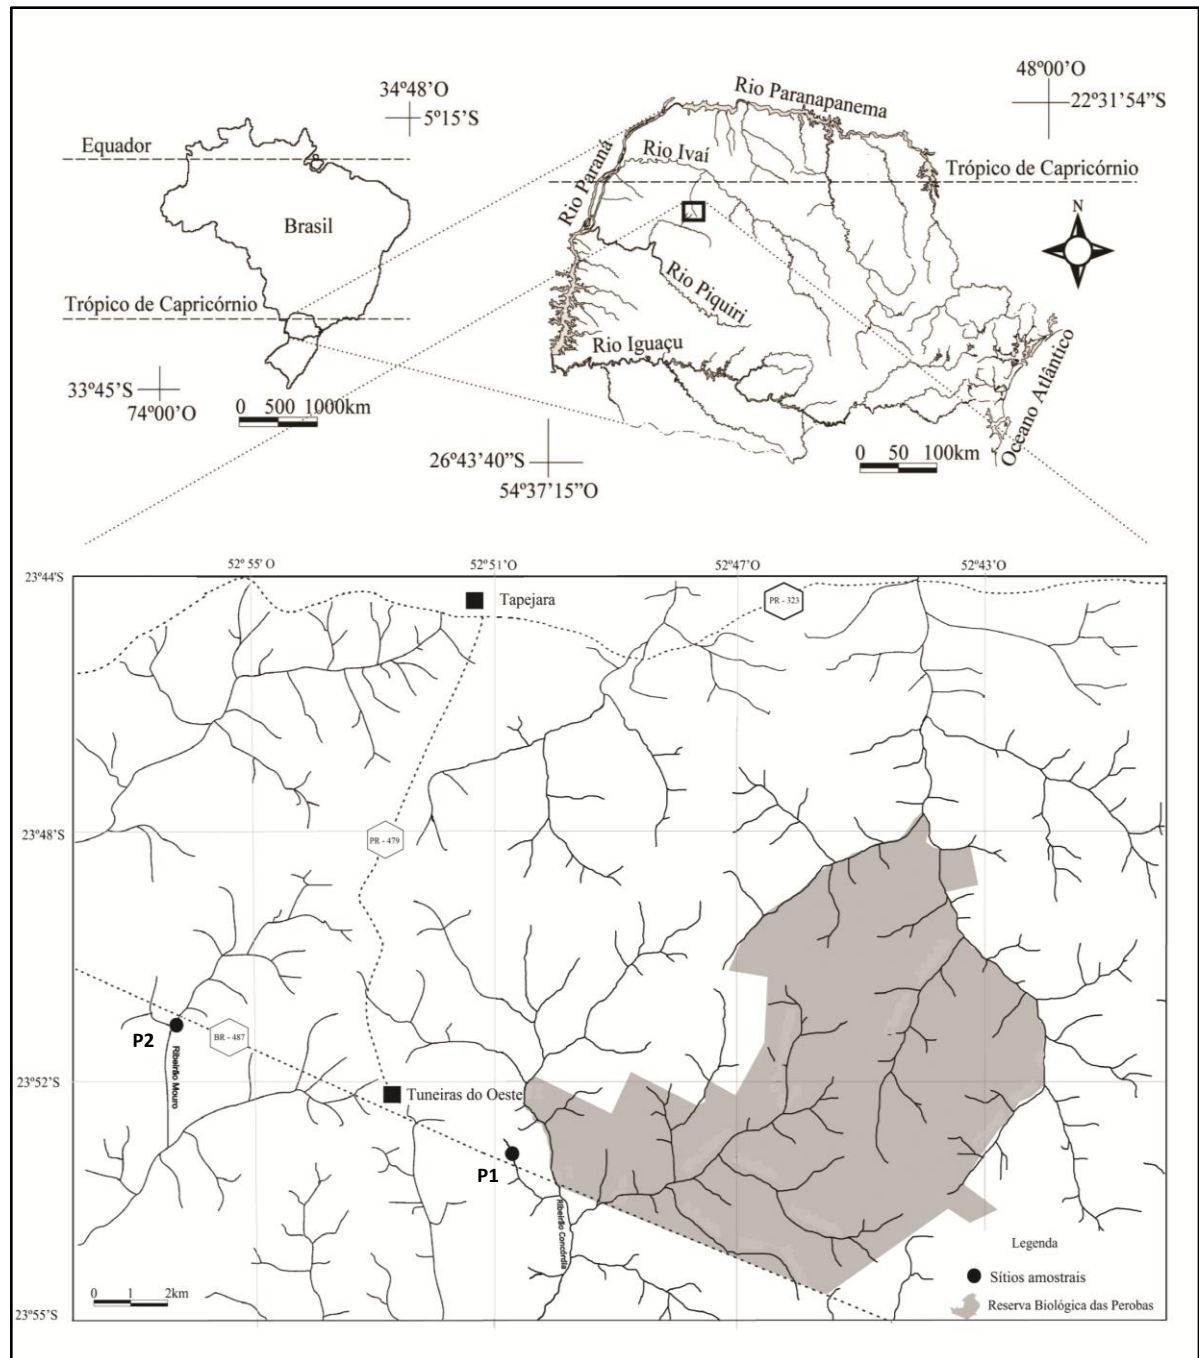 34º48’O
5º15’S
Equador
Brasil
Trópico de Capricórnio
33º45’S
74º00’O
0 500 1000km
48º00’O
22º31’54”S
Rio Paranapanema
Rio Ivaí
Rio Paraná
Trópico de Capricórnio
N
Rio Piquiri
Rio Iguaçu
Oceano Atlântico
26º43’40”S
54º37’15”O
0 50 100km
52º 55' O
52º51'O
52º47'O
52º43'O
23º44'S
Tapejara
PR - 323
23º48'S
PR - 479
P2
BR - 487
Ribeirão Mouro
23º52'S
Tuneiras do Oeste
P1
Ribeirão Concórdia
Legenda
Sítios amostrais
Reserva Biológica das Perobas
0 1 2km
23º55'S